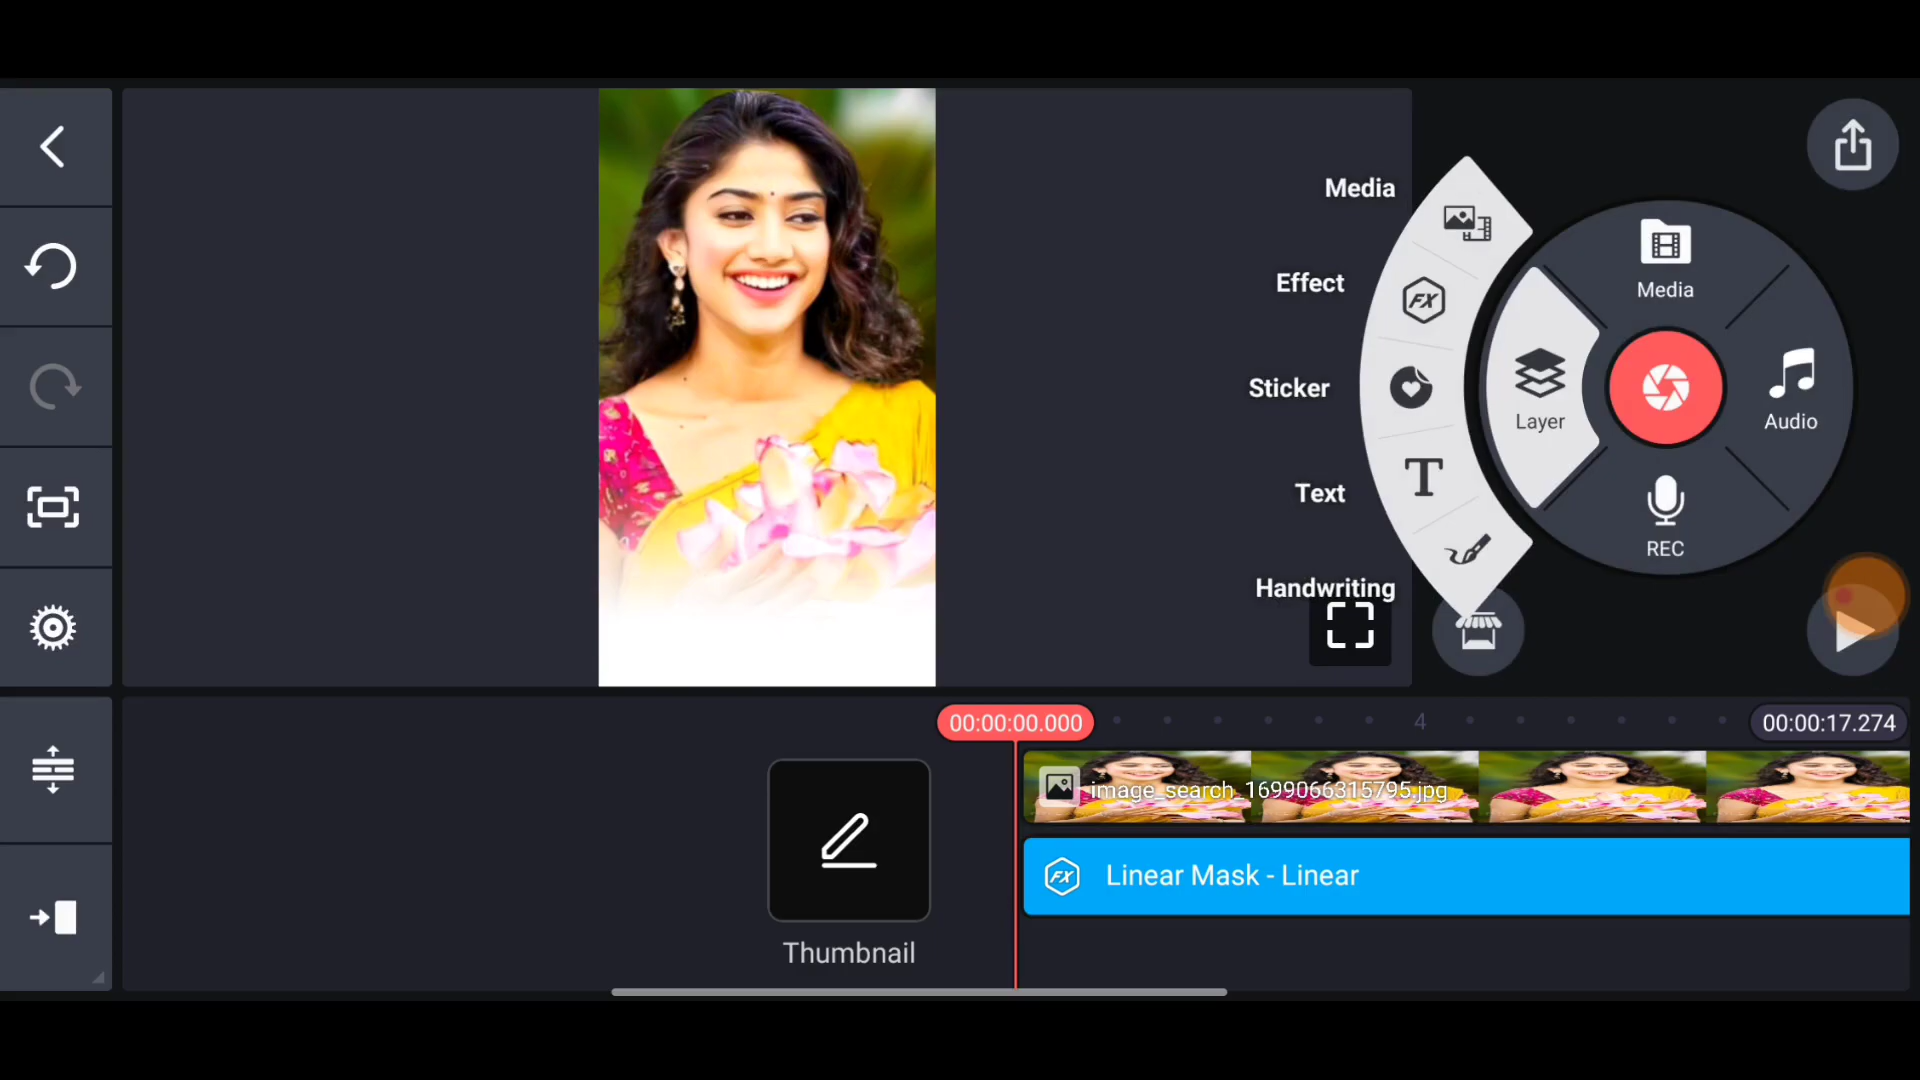 Media
Effect
Sticker
Text
Handwriting
Media
Layer
Audio
REC
00:00:00.000
4
00:00:17.274
image_search_1699066315795.jpg
FX
Linear Mask - Linear
Thumbnail